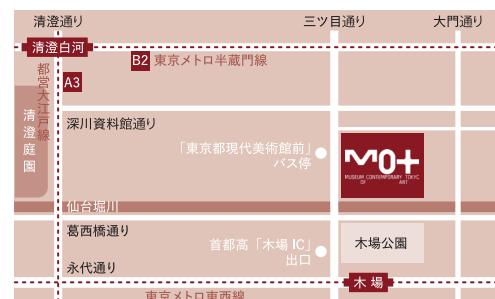 清澄通り
三ツ目通り
大門通り
清澄白河
B2 東京メトロ半蔵門線
都営大江戸線
A3
清澄庭園
深川資料館通り
「東京都現代美術館前」
バス停
MO+
MUSEUM CONTEMPORARY TOKYO
OF ART
仙台堀川
葛西橋通り
首都高「木場 IC」
出口
木場公園
永代通り
木場
東京メトロ東西線